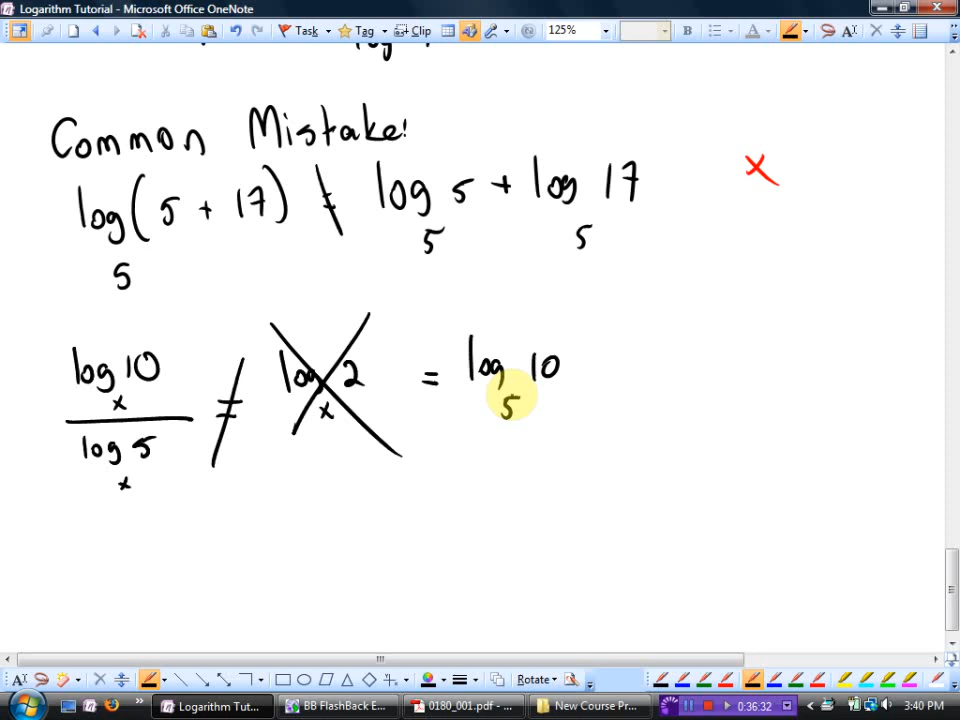 Logarithm Tutorial - Microsoft Office OneNote
Task Tag Clip 125% B A
Common Mistake!
log₅(5 + 17) ≠ log₅ 5 + log₅ 17 x
logₓ 10 / logₓ 5 ≠ logₓ 2 = log₅ 10
Rotate
Logarithm Tut... BB FlashBack E... 0180_001.pdf - ... New Course Pr... 0:36:32 3:40 PM